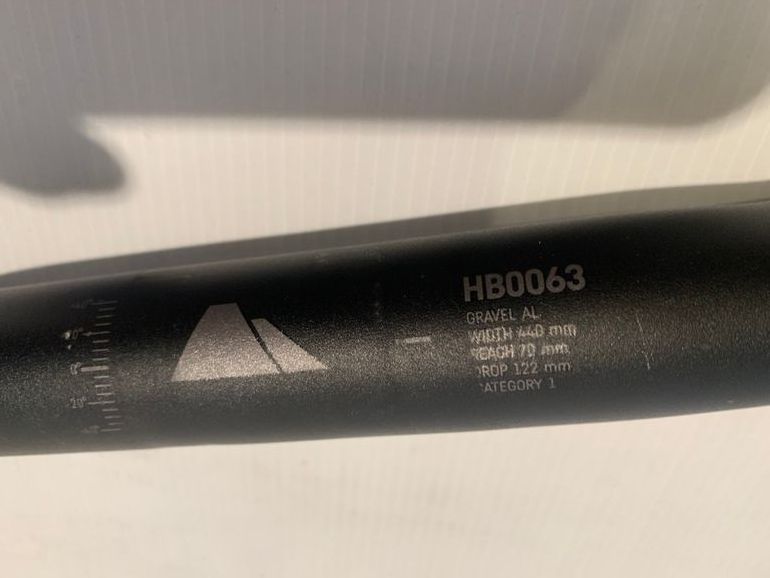 HB0063
GRAVEL AL.
WIDTH 440 mm
REACH 70 mm
DROP 122 mm
CATEGORY 1